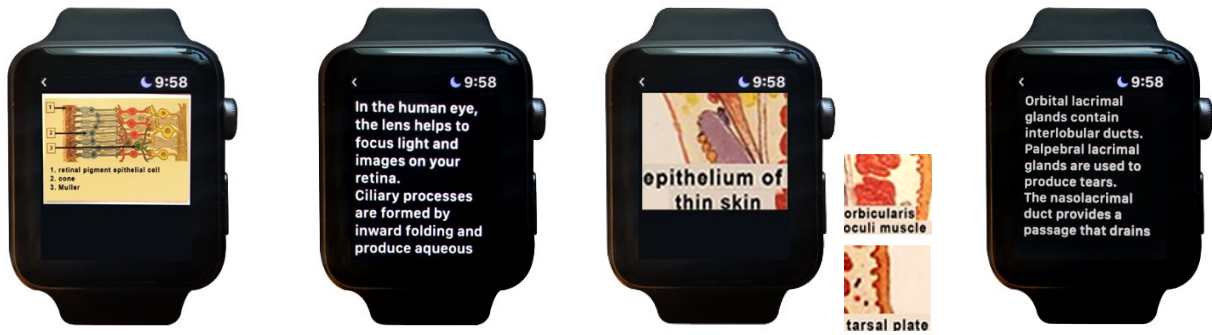 9:58
1
2
3
1. retinal pigment epithelial cell
2. cone
3. Muller
9:58
In the human eye,
the lens helps to
focus light and
images on your
retina.
Ciliary processes
are formed by
inward folding and
produce aqueous
9:58
epithelium of
thin skin
orbicularis
oculi muscle
tarsal plate
9:58
Orbital lacrimal
glands contain
interlobular ducts.
Palpebral lacrimal
glands are used to
produce tears.
The nasolacrimal
duct provides a
passage that drains